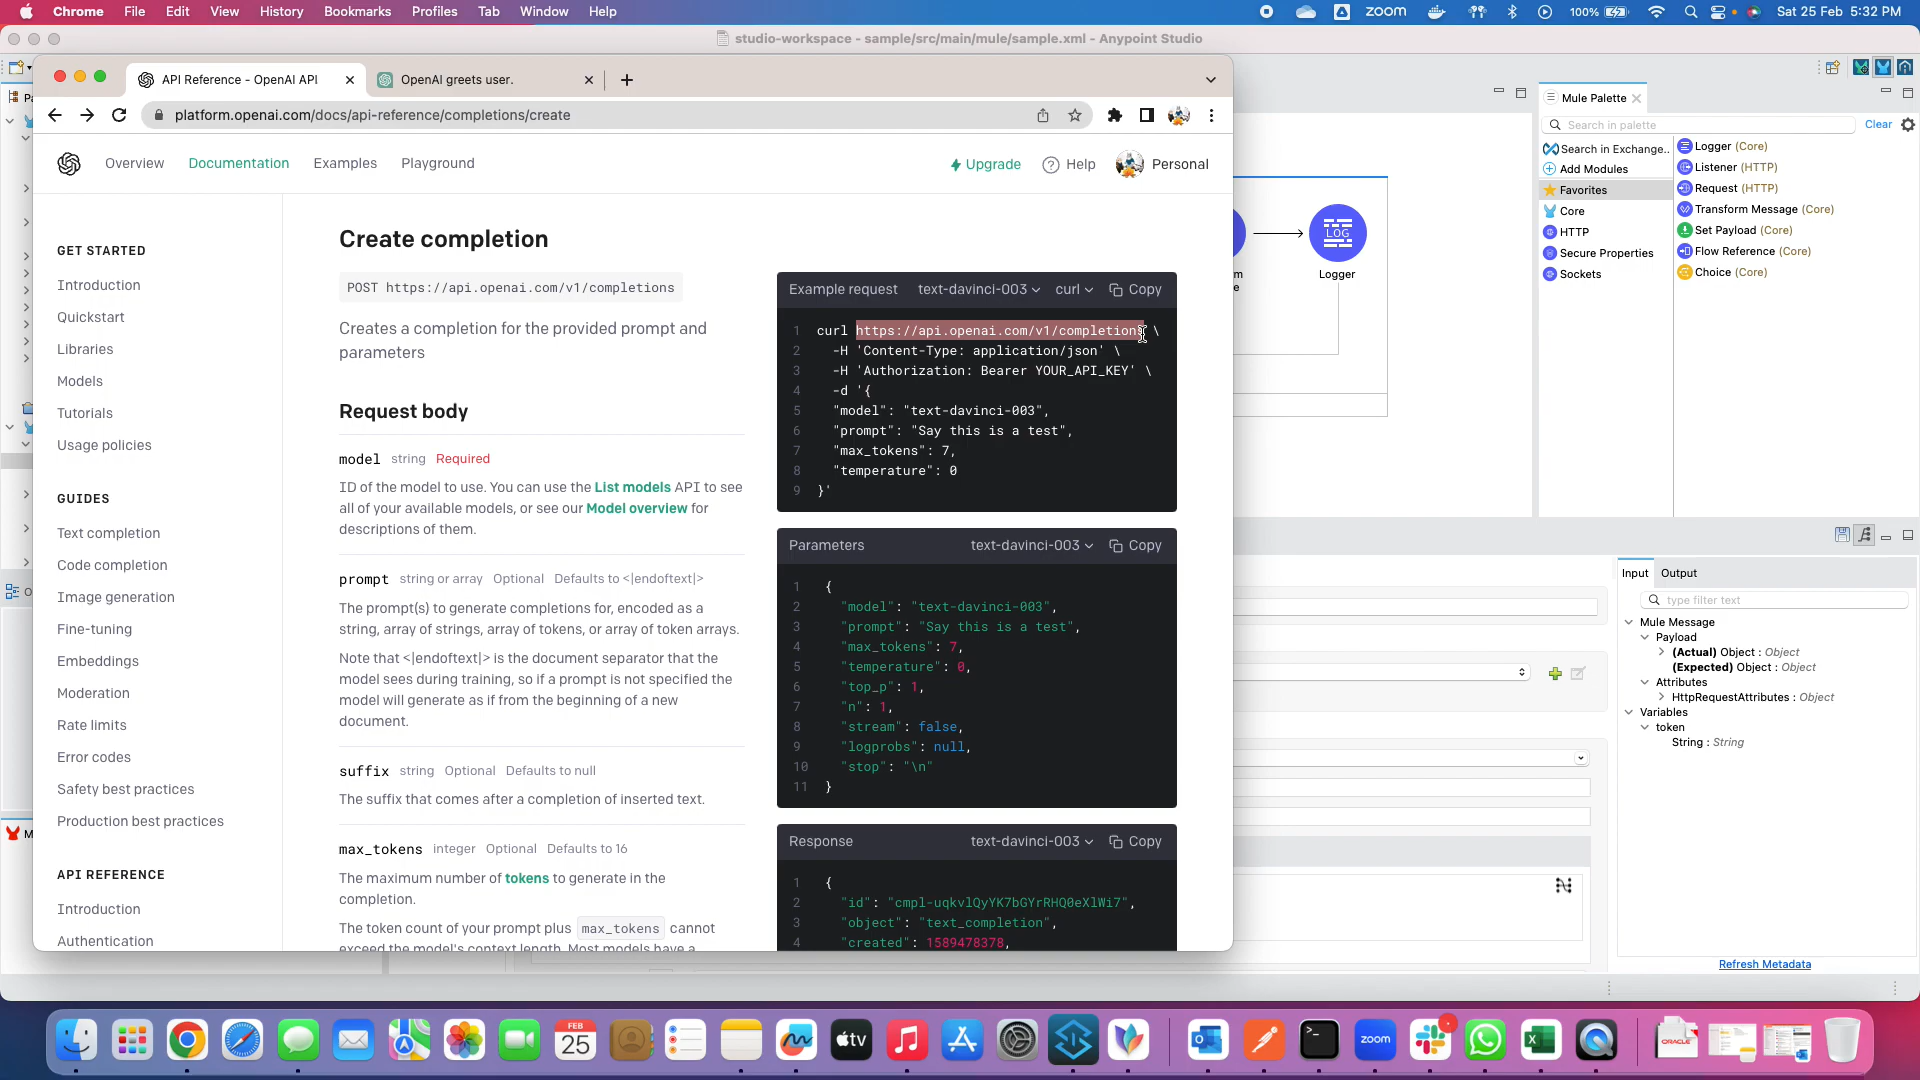 Chrome File Edit View History Bookmarks Profiles Tab Window Help
zoom 100% Sat 25 Feb 5:32 PM
studio-workspace - sample/src/main/mule/sample.xml - Anypoint Studio
API Reference - OpenAI API
OpenAI greets user.
platform.openai.com/docs/api-reference/completions/create
Overview Documentation Examples Playground
Upgrade Help Personal
GET STARTED
Introduction
Quickstart
Libraries
Models
Tutorials
Usage policies
GUIDES
Text completion
Code completion
Image generation
Fine-tuning
Embeddings
Moderation
Rate limits
Error codes
Safety best practices
Production best practices
API REFERENCE
Introduction
Authentication
Create completion
POST https://api.openai.com/v1/completions
Creates a completion for the provided prompt and
parameters
Request body
model string Required
ID of the model to use. You can use the List models API to see
all of your available models, or see our Model overview for
descriptions of them.
prompt string or array Optional Defaults to <|endoftext|>
The prompt(s) to generate completions for, encoded as a
string, array of strings, array of tokens, or array of token arrays.
Note that <|endoftext|> is the document separator that the
model sees during training, so if a prompt is not specified the
model will generate as if from the beginning of a new
document.
suffix string Optional Defaults to null
The suffix that comes after a completion of inserted text.
max_tokens integer Optional Defaults to 16
The maximum number of tokens to generate in the
completion.
The token count of your prompt plus max_tokens cannot
exceed the model's context length. Most models have a
Example request text-davinci-003 curl Copy
1 curl https://api.openai.com/v1/completions \
2 -H 'Content-Type: application/json' \
3 -H 'Authorization: Bearer YOUR_API_KEY' \
4 -d '{
5 "model": "text-davinci-003",
6 "prompt": "Say this is a test",
7 "max_tokens": 7,
8 "temperature": 0
9 }'
Parameters text-davinci-003 Copy
1 {
2 "model": "text-davinci-003",
3 "prompt": "Say this is a test",
4 "max_tokens": 7,
5 "temperature": 0,
6 "top_p": 1,
7 "n": 1,
8 "stream": false,
9 "logprobs": null,
10 "stop": "\n"
11 }
Response text-davinci-003 Copy
1 {
2 "id": "cmpl-uqkvlQyYK7bGYrRHQ0eXlWi7",
3 "object": "text_completion",
4 "created": 1589478378,
LOG
Logger
Mule Palette
Search in palette
Clear
Search in Exchange..
Add Modules
Favorites
Core
HTTP
Secure Properties
Sockets
Logger (Core)
Listener (HTTP)
Request (HTTP)
Transform Message (Core)
Set Payload (Core)
Flow Reference (Core)
Choice (Core)
Input Output
type filter text
Mule Message
Payload
(Actual) Object : Object
(Expected) Object : Object
Attributes
HttpRequestAttributes : Object
Variables
token
String : String
Refresh Metadata
FEB
25
tv
zoom
ORACLE